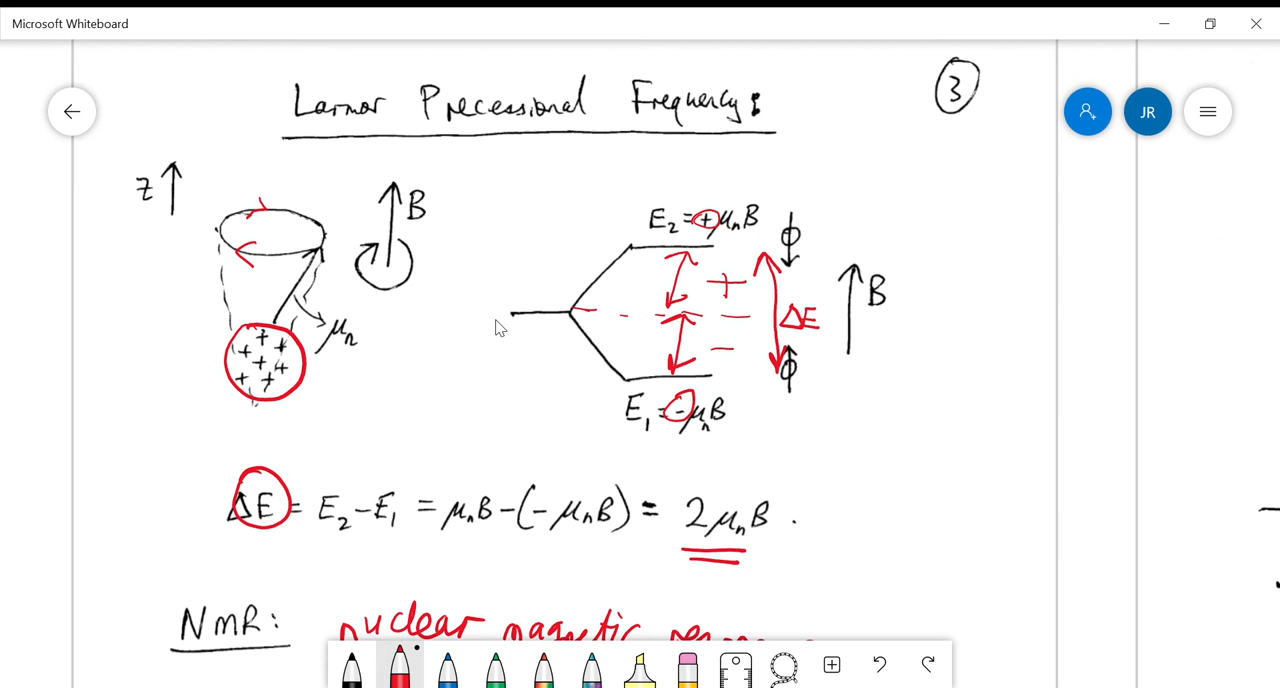 Microsoft Whiteboard
Larmor Precessional Frequency:
3
JR
Z
B
μn
E2 = +μnB
+
ΔE
B
-
E1 = -μnB
+ + + + + + +
ΔE = E2 - E1 = μnB - (-μnB) = 2μnB.
NMR: nuclear magnetic